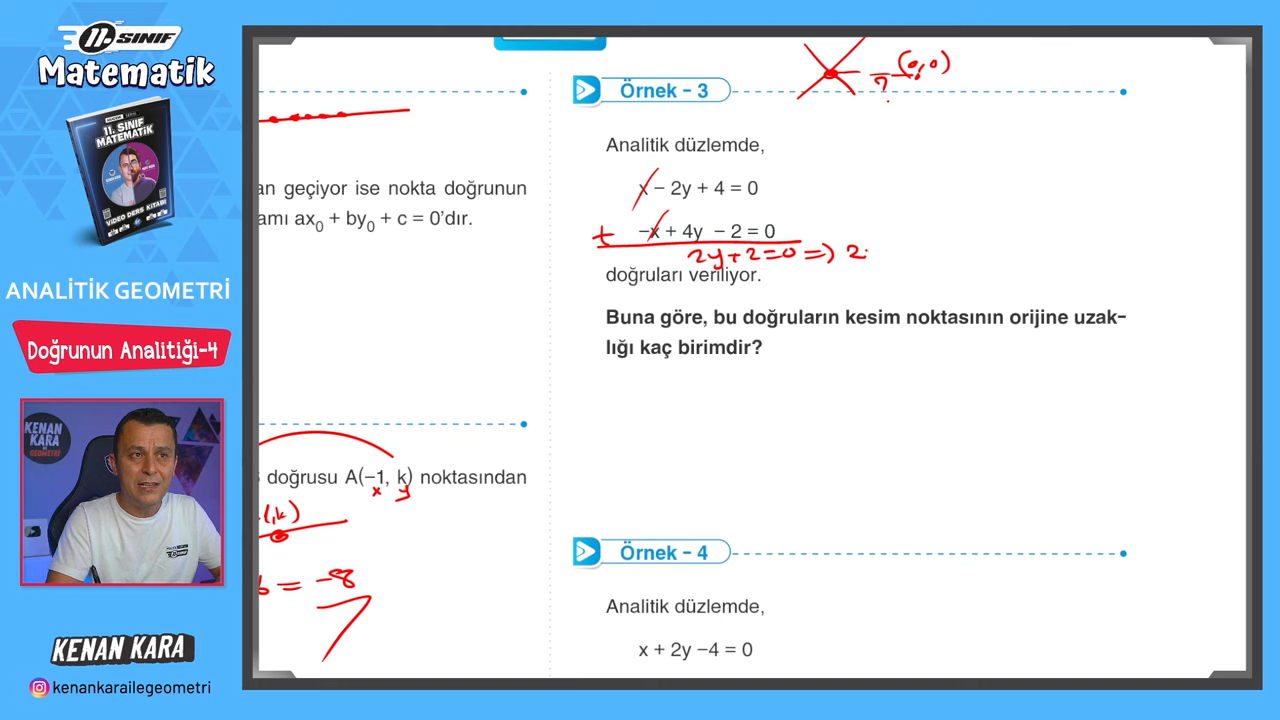 11.SINIF
Matematik
11. SINIF
MATEMATİK
VİDEO DERS KİTABI
ANALİTİK GEOMETRİ
Doğrunun Analitiği-4
KENAN
KARA
GEOMETRİ
KENAN KARA
kenankarailegeometri
an geçiyor ise nokta doğrunun
amı ax0 + by0 + c = 0'dır.
doğrusu A(−1, k) noktasından
x y
(,k)
= -8
(0,0)
?
Örnek - 3
Analitik düzlemde,
x − 2y + 4 = 0
+ −x + 4y − 2 = 0
2y+2=0 => 2
doğruları veriliyor.
Buna göre, bu doğruların kesim noktasının orijine uzak-
lığı kaç birimdir?
Örnek - 4
Analitik düzlemde,
x + 2y −4 = 0